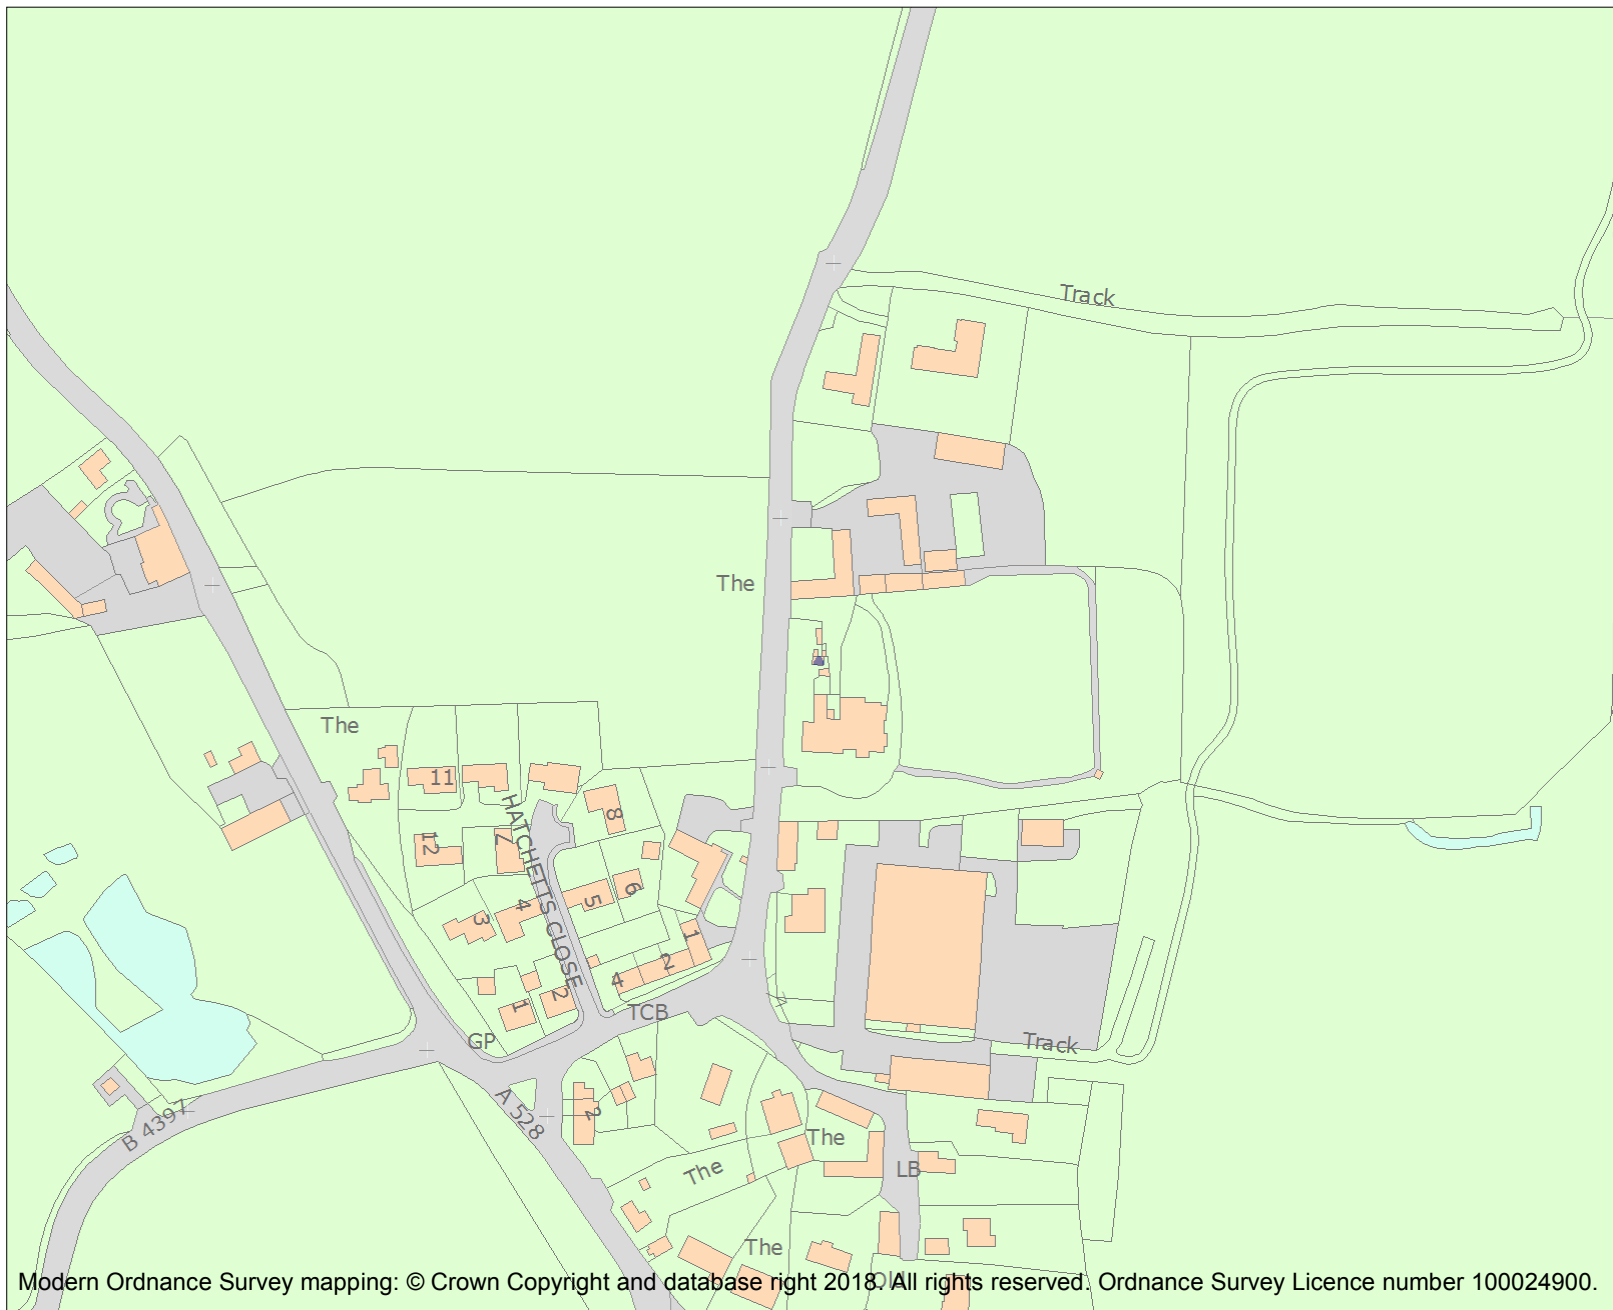 Track
The
The
11
8
12
7
HATCHETTS CLOSE
6
5
4
3
1
2
4
2
1
TCB
GP
Track
A 528
2
B 4397
The
The
LB
The
Modern Ordnance Survey mapping: © Crown Copyright and database right 2018. All rights reserved. Ordnance Survey Licence number 100024900.